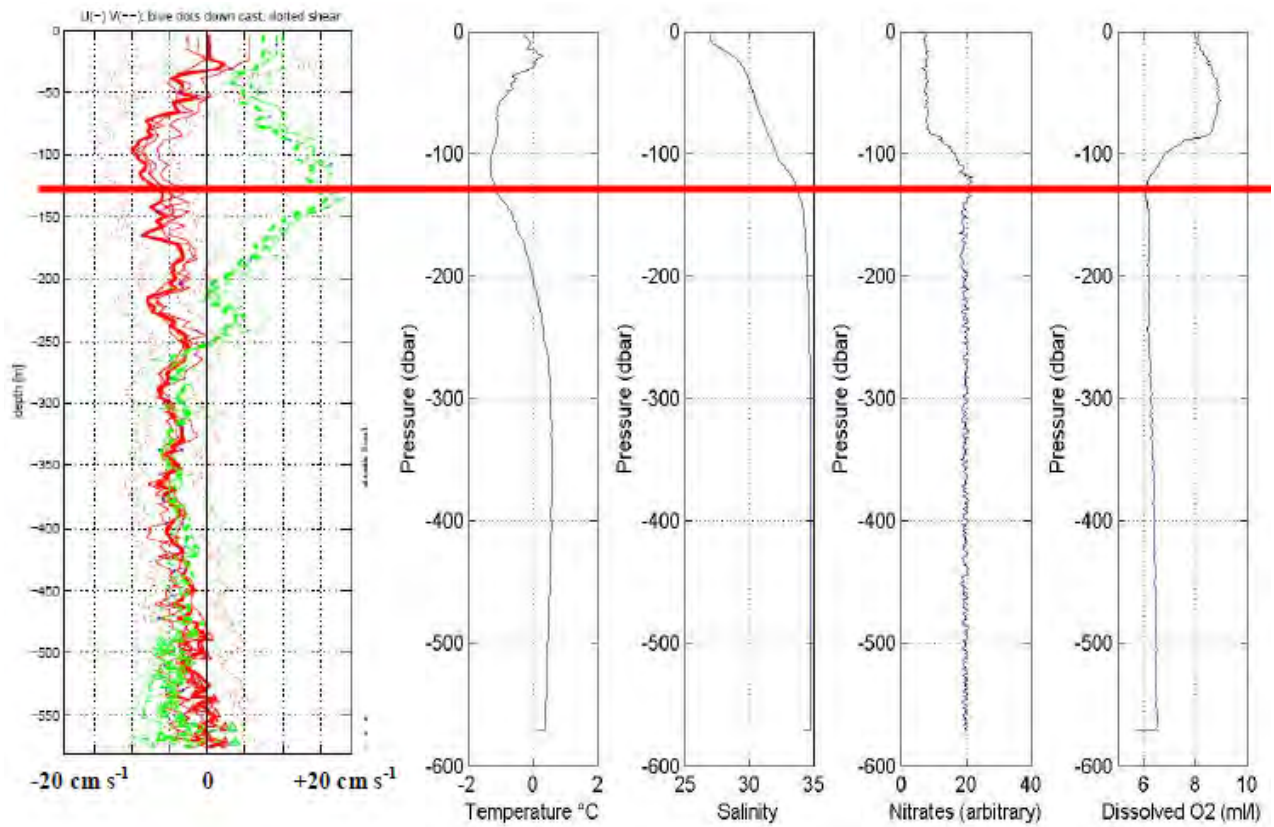 U(−) V(−−); blue dots down cast; dotted shear
0
−50
−100
−150
−200
−250
−300
−350
−400
−450
−500
−550
depth [m]
-20 cm s-1 0 +20 cm s-1
0
-100
-200
-300
-400
-500
-600
Pressure (dbar)
-2 0 2
Temperature °C
0
-100
-200
-300
-400
-500
-600
Pressure (dbar)
25 30 35
Salinity
0
-100
-200
-300
-400
-500
-600
Pressure (dbar)
0 20 40
Nitrates (arbitrary)
0
-100
-200
-300
-400
-500
-600
Pressure (dbar)
6 8 10
Dissolved O2 (ml/l)